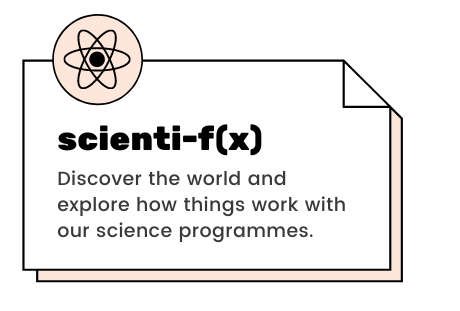 scienti-f(x)
Discover the world and
explore how things work with
our science programmes.